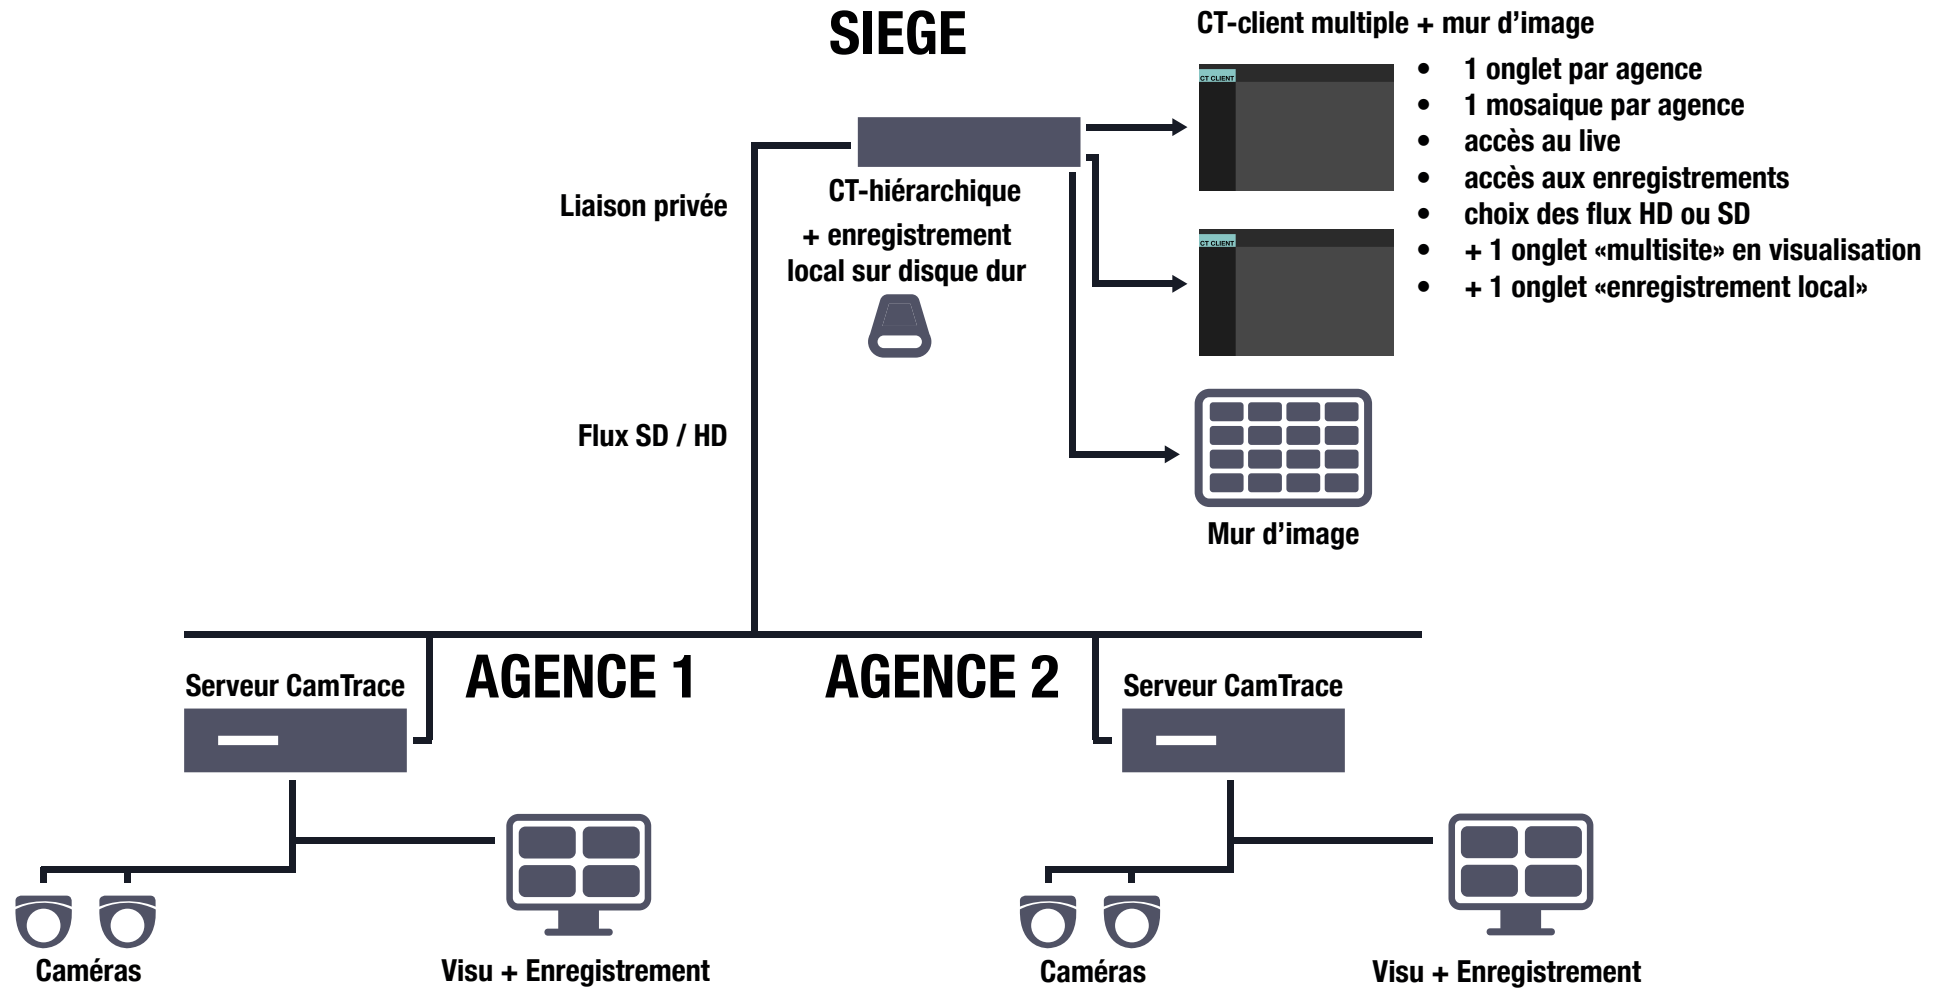 SIEGE
CT-client multiple + mur d’image
CT CLIENT
• 1 onglet par agence
• 1 mosaique par agence
• accès au live
• accès aux enregistrements
• choix des flux HD ou SD
• + 1 onglet «multisite» en visualisation
• + 1 onglet «enregistrement local»
CT CLIENT
Liaison privée
CT-hiérarchique
+ enregistrement
local sur disque dur
Flux SD / HD
Mur d’image
AGENCE 1
AGENCE 2
Serveur CamTrace
Serveur CamTrace
Caméras
Visu + Enregistrement
Caméras
Visu + Enregistrement